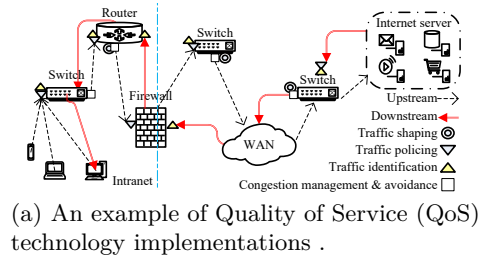 Router
Switch
Internet server
Switch
Firewall
Switch
Upstream
WAN
Downstream
Traffic shaping
Traffic policing
Traffic identification
Intranet
Congestion management & avoidance
(a) An example of Quality of Service (QoS)
technology implementations .